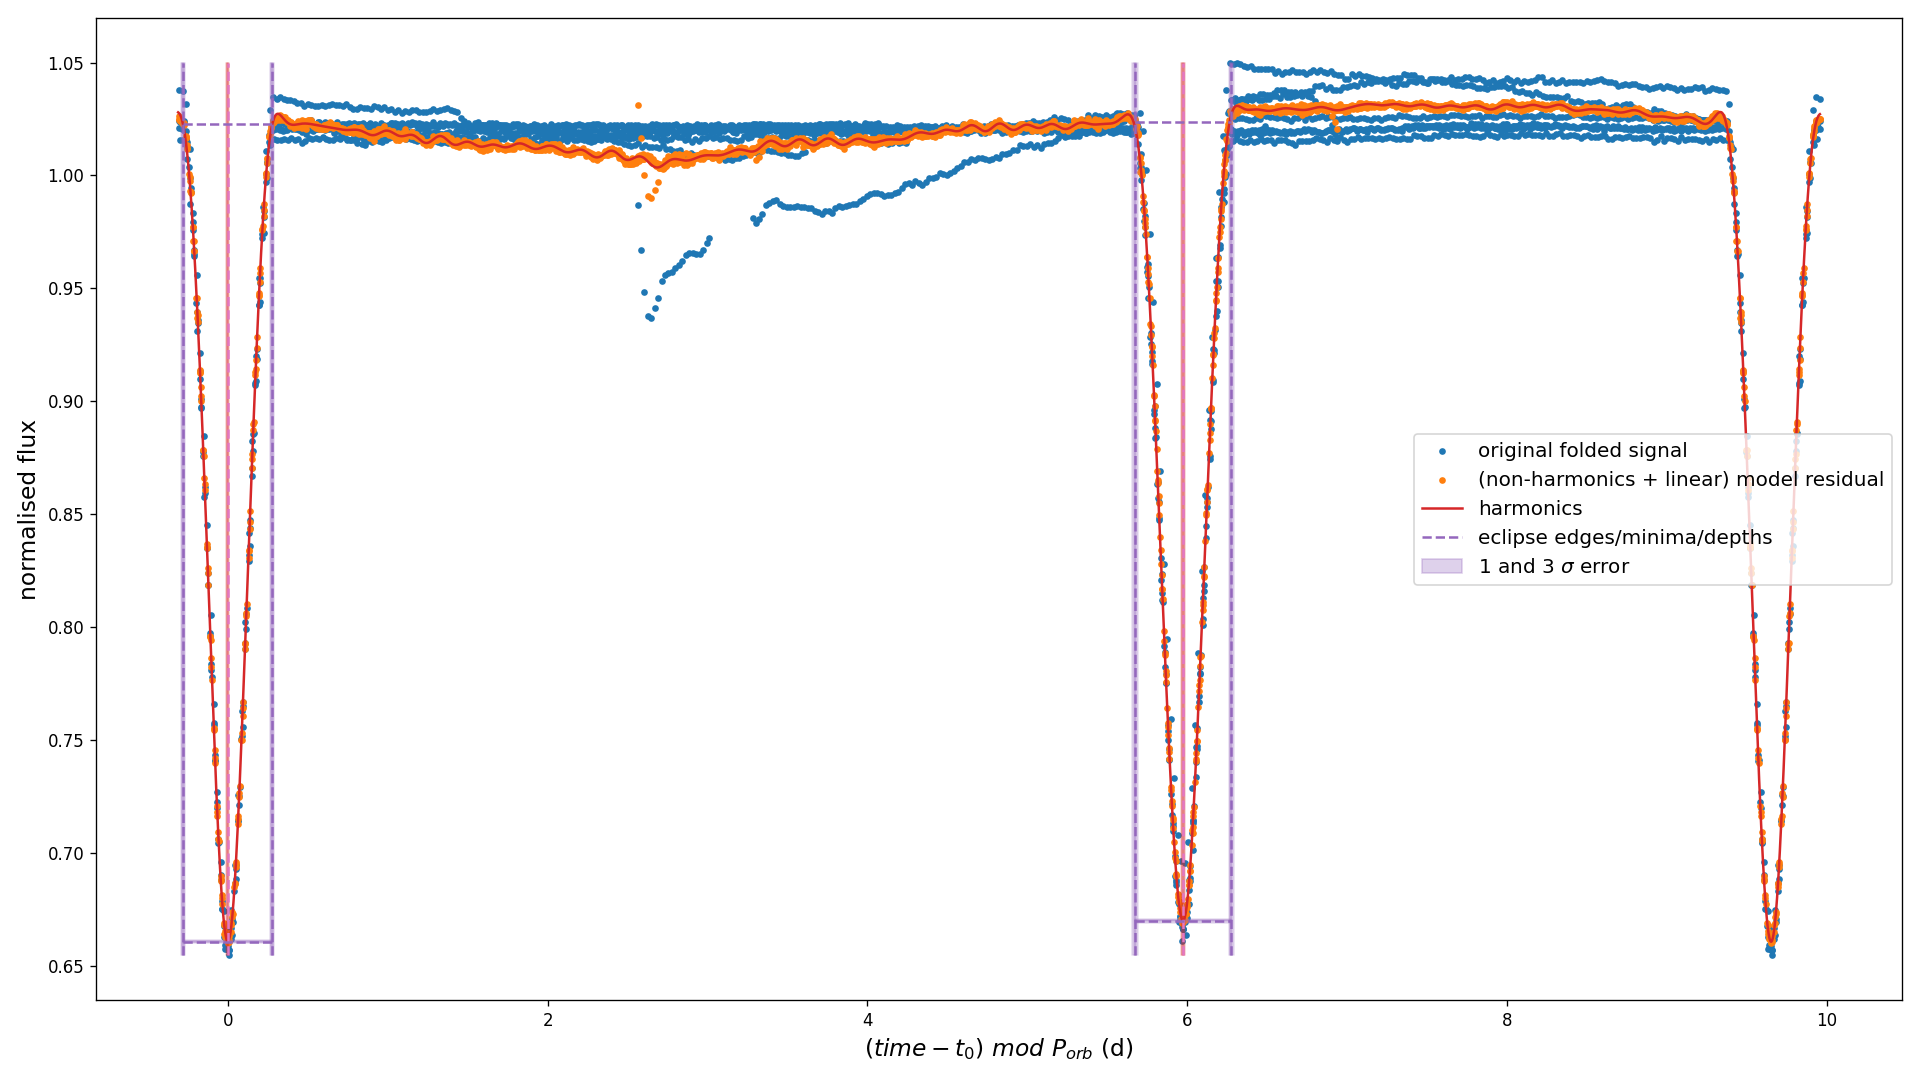 1.05
1.00
0.95
0.90
0.85
0.80
0.75
0.70
0.65
normalised flux
original folded signal
(non-harmonics + linear) model residual
harmonics
eclipse edges/minima/depths
1 and 3 σ error
0 2 4 6 8 10
(time − t₀) mod Pₒᵣb (d)